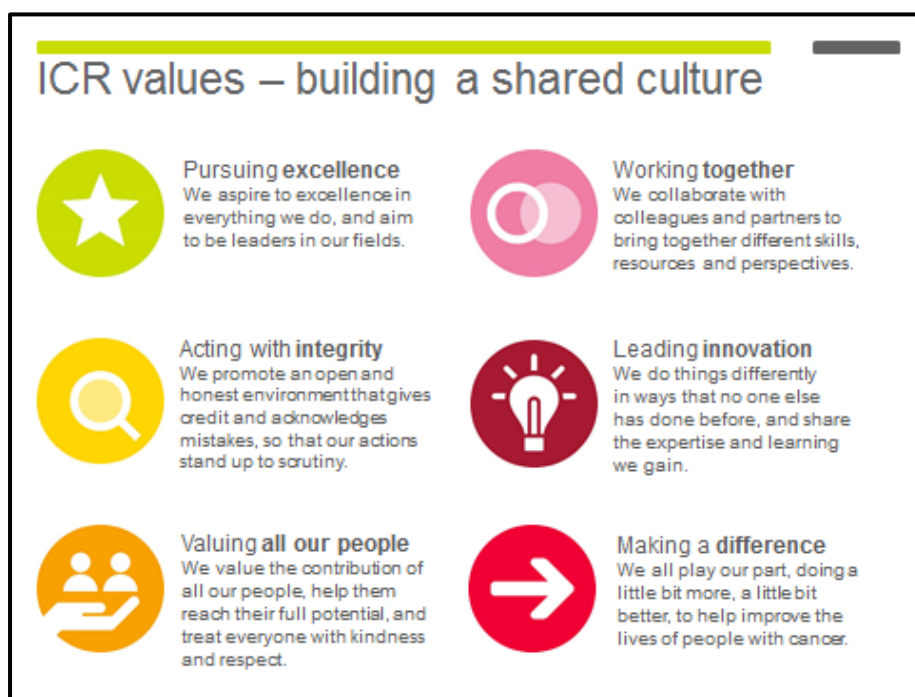 ICR values – building a shared culture
Pursuing excellence
We aspire to excellence in
everything we do, and aim
to be leaders in our fields.
Working together
We collaborate with
colleagues and partners to
bring together different skills,
resources and perspectives.
Acting with integrity
We promote an open and
honest environment that gives
credit and acknowledges
mistakes, so that our actions
stand up to scrutiny.
Leading innovation
We do things differently
in ways that no one else
has done before, and share
the expertise and learning
we gain.
Valuing all our people
We value the contribution of
all our people, help them
reach their full potential, and
treat everyone with kindness
and respect.
Making a difference
We all play our part, doing a
little bit more, a little bit
better, to help improve the
lives of people with cancer.